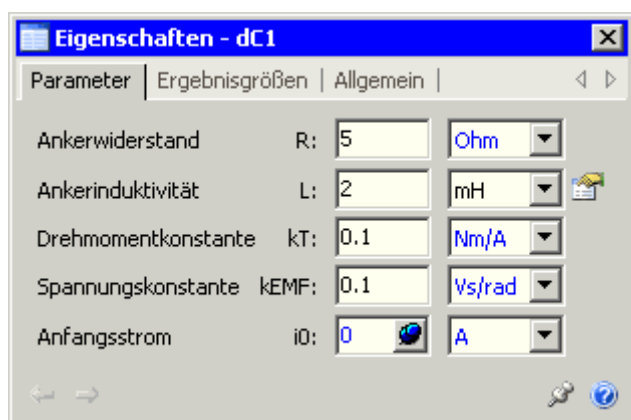 Eigenschaften - dC1
Parameter Ergebnisgrößen Allgemein
Ankerwiderstand R: 5 Ohm
Ankerinduktivität L: 2 mH
Drehmomentkonstante kT: 0.1 Nm/A
Spannungskonstante kEMF: 0.1 Vs/rad
Anfangsstrom i0: 0 A